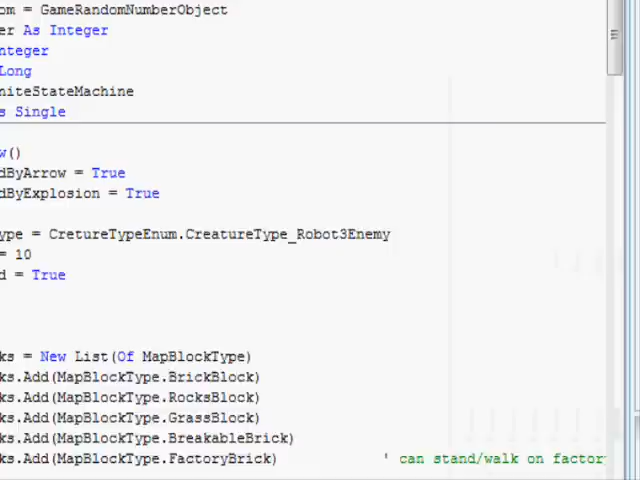 om = GameRandomNumberObject
er As Integer
nteger
Long
niteStateMachine
s Single
w()
dByArrow = True
dByExplosion = True
ype = CretureTypeEnum.CreatureType_Robot3Enemy
= 10
d = True
ks = New List(Of MapBlockType)
ks.Add(MapBlockType.BrickBlock)
ks.Add(MapBlockType.RocksBlock)
ks.Add(MapBlockType.GrassBlock)
ks.Add(MapBlockType.BreakableBrick)
ks.Add(MapBlockType.FactoryBrick) ' can stand/walk on factory